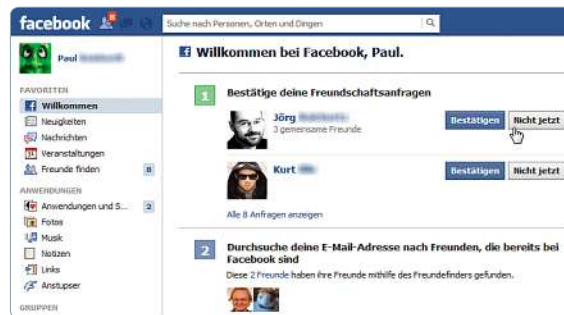 facebook
Suche nach Personen, Orten und Dingen
Paul
Willkommen bei Facebook, Paul.
FAVORITEN
Willkommen
Neuigkeiten
Nachrichten
Veranstaltungen
Freunde finden 8
ANWENDUNGEN
Anwendungen und S... 2
Fotos
Musik
Notizen
Links
Anstupser
GRUPPEN
1 Bestätige deine Freundschaftsanfragen
Jörg
3 gemeinsame Freunde
Bestätigen Nicht jetzt
Kurt
Bestätigen Nicht jetzt
Alle 8 Anfragen anzeigen
2 Durchsuche deine E-Mail-Adresse nach Freunden, die bereits bei
Facebook sind
Diese 2 Freunde haben ihre Freunde mithilfe des Freundefinders gefunden.